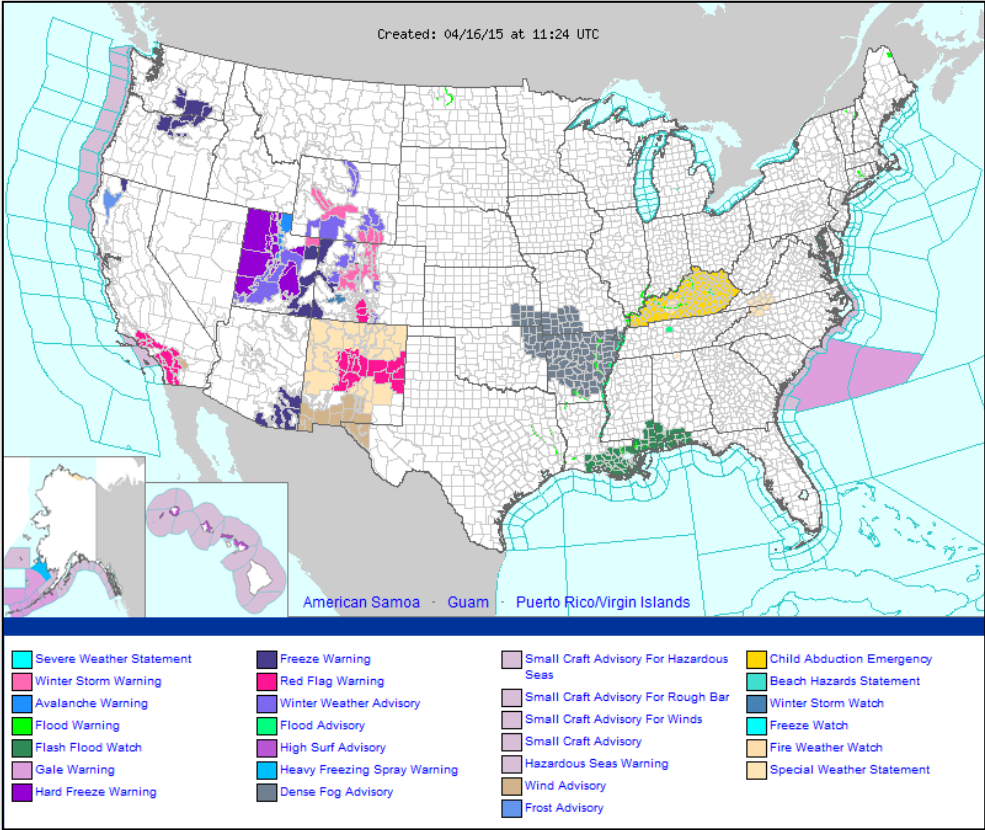 Created: 04/16/15 at 11:24 UTC
American Samoa · Guam · Puerto Rico/Virgin Islands
Severe Weather Statement
Winter Storm Warning
Avalanche Warning
Flood Warning
Flash Flood Watch
Gale Warning
Hard Freeze Warning
Freeze Warning
Red Flag Warning
Winter Weather Advisory
Flood Advisory
High Surf Advisory
Heavy Freezing Spray Warning
Dense Fog Advisory
Small Craft Advisory For Hazardous
Seas
Small Craft Advisory For Rough Bar
Small Craft Advisory For Winds
Small Craft Advisory
Hazardous Seas Warning
Wind Advisory
Frost Advisory
Child Abduction Emergency
Beach Hazards Statement
Winter Storm Watch
Freeze Watch
Fire Weather Watch
Special Weather Statement